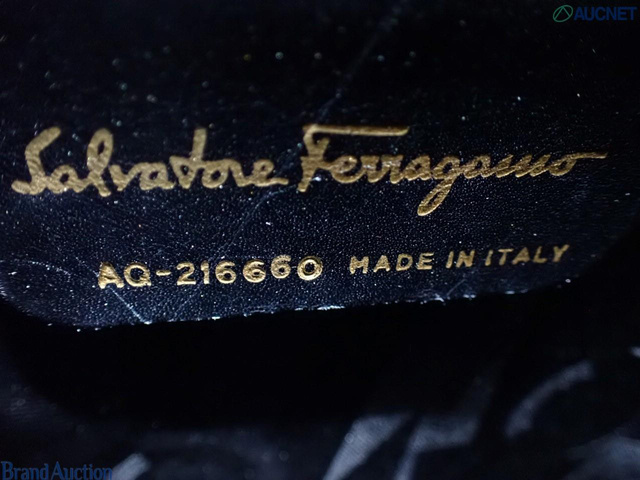 AUCNET
Salvatore Ferragamo
AQ-216660 MADE IN ITALY
Brand Auction